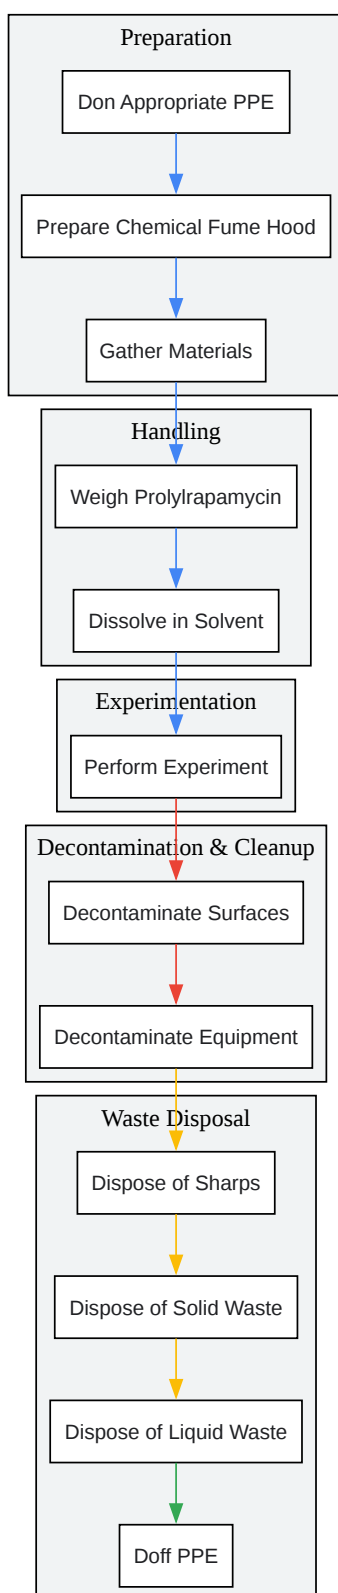 Preparation
Don Appropriate PPE
Prepare Chemical Fume Hood
Gather Materials
Handling
Weigh Prolylrapamycin
Dissolve in Solvent
Experimentation
Perform Experiment
Decontamination & Cleanup
Decontaminate Surfaces
Decontaminate Equipment
Waste Disposal
Dispose of Sharps
Dispose of Solid Waste
Dispose of Liquid Waste
Doff PPE